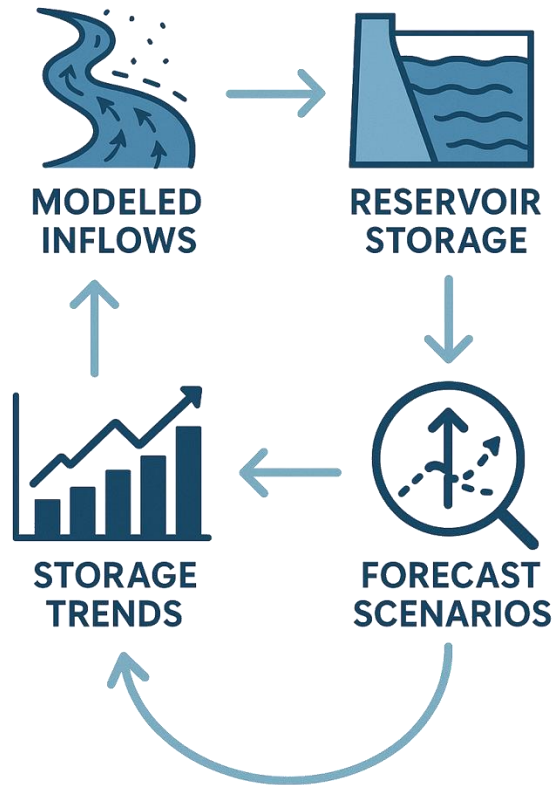 MODELED
INFLOWS
RESERVOIR
STORAGE
STORAGE
TRENDS
FORECAST
SCENARIOS